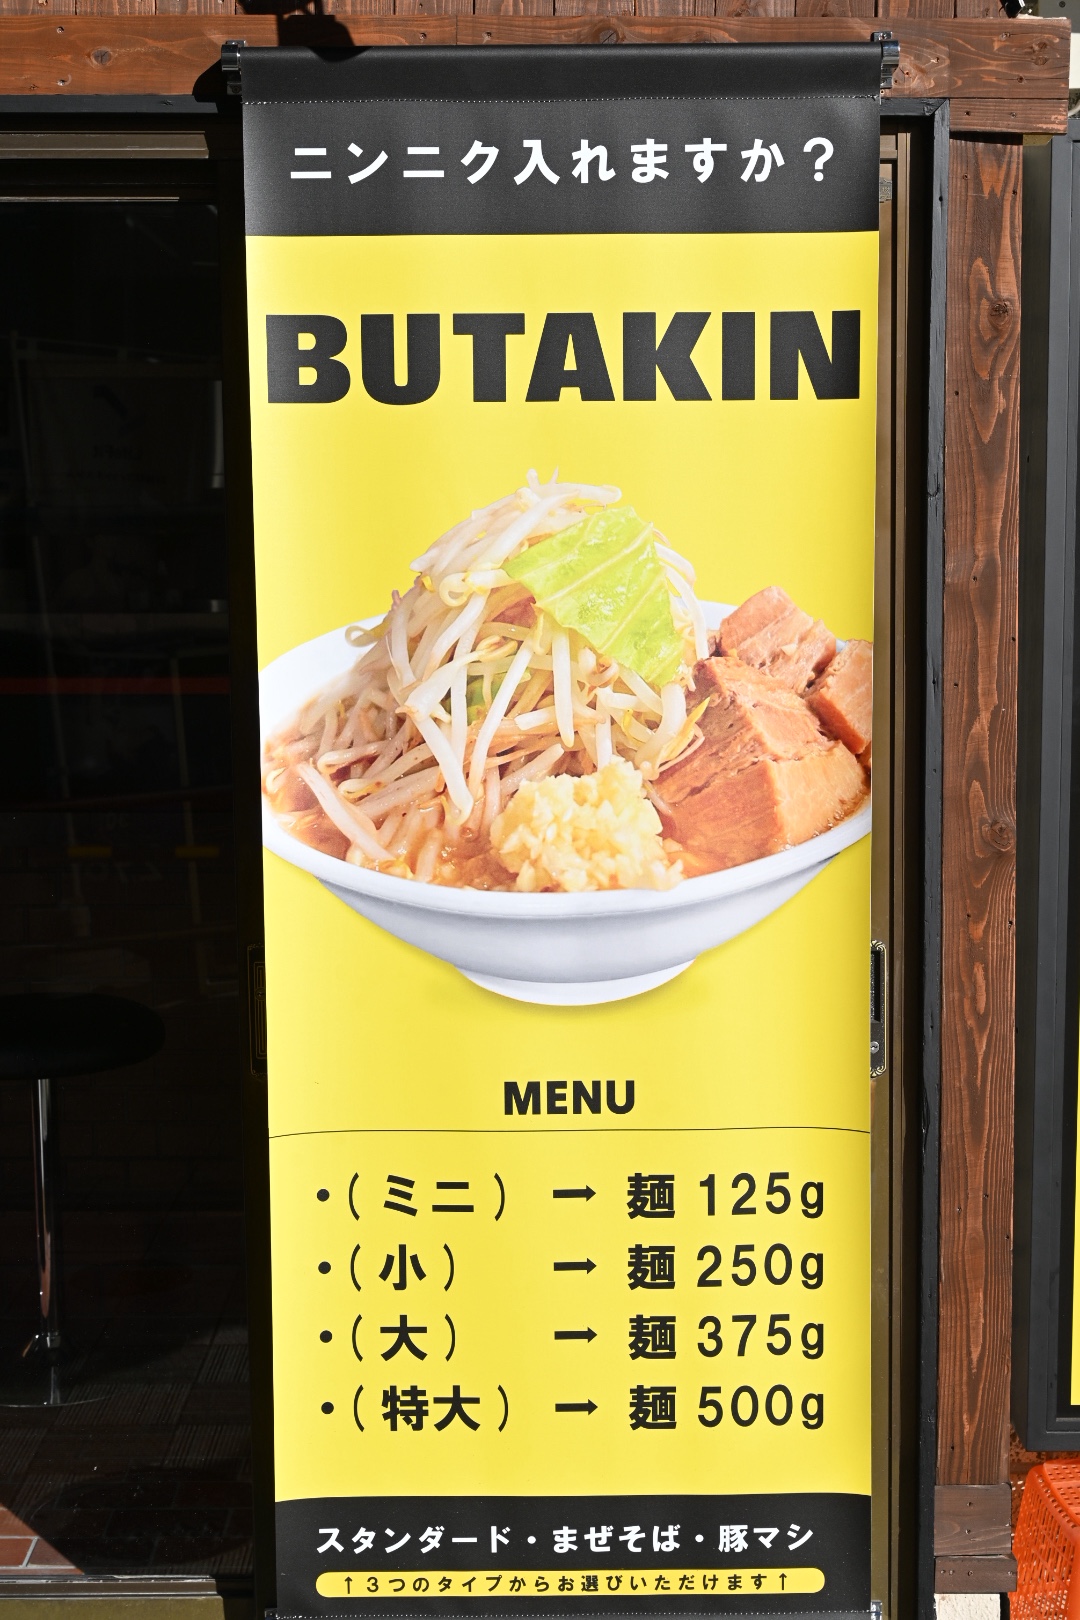 ニンニク入れますか？
BUTAKIN
MENU
・(ミニ) → 麺 125g
・(小) → 麺 250g
・(大) → 麺 375g
・(特大) → 麺 500g
スタンダード・まぜそば・豚マシ
↑3つのタイプからお選びいただけます↑